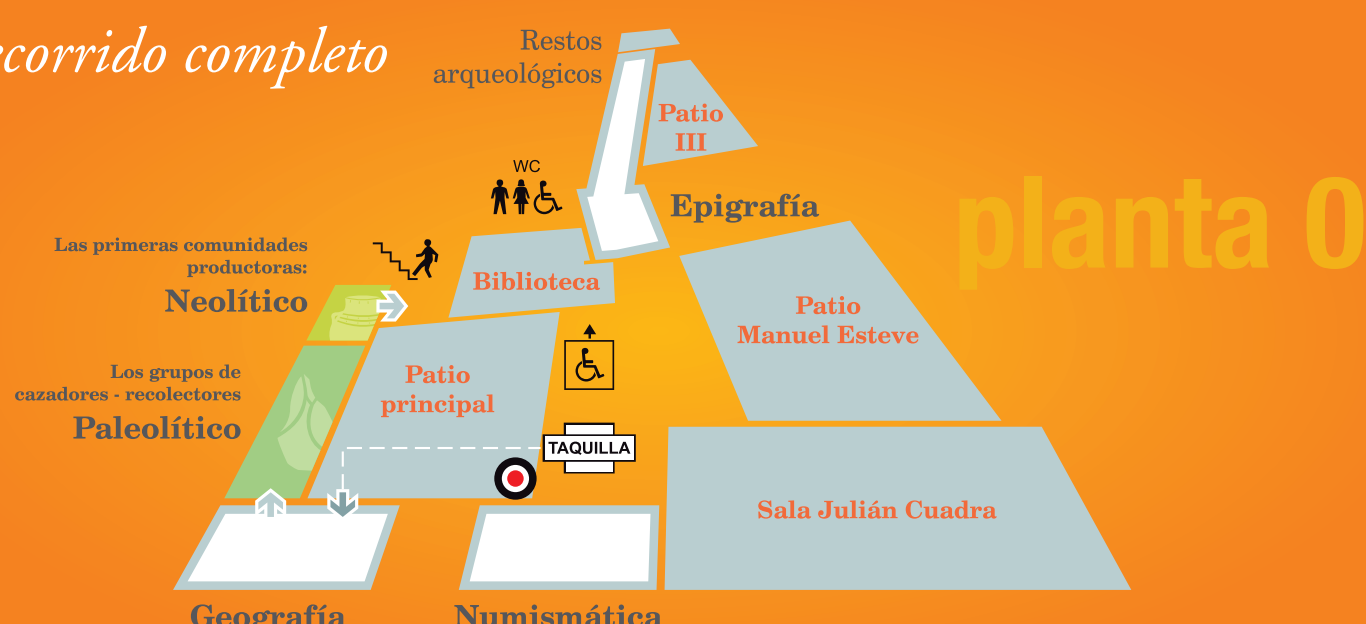 ecorrido completo
Restos
arqueológicos
Patio
III
WC
Epigrafía
planta 0
Las primeras comunidades
productoras:
Neolítico
Biblioteca
Patio
Manuel Esteve
Los grupos de
cazadores - recolectores
Paleolítico
Patio
principal
TAQUILLA
Sala Julián Cuadra
Geografía
Numismática